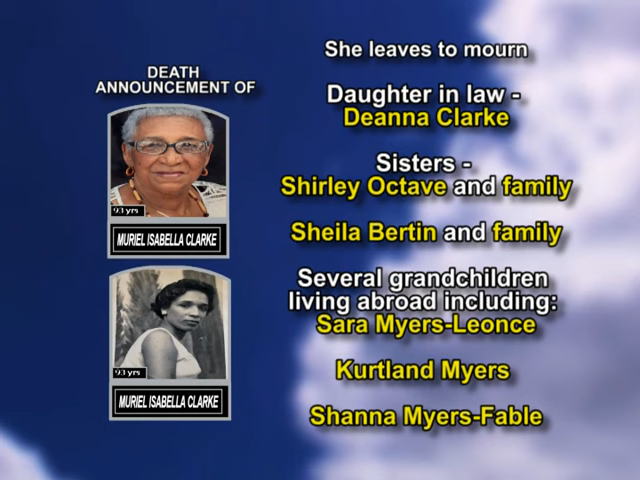 DEATH
ANNOUNCEMENT OF
93 yrs
MURIEL ISABELLA CLARKE
93 yrs
MURIEL ISABELLA CLARKE
She leaves to mourn
Daughter in law -
Deanna Clarke
Sisters -
Shirley Octave and family
Sheila Bertin and family
Several grandchildren
living abroad including:
Sara Myers-Leonce
Kurtland Myers
Shanna Myers-Fable